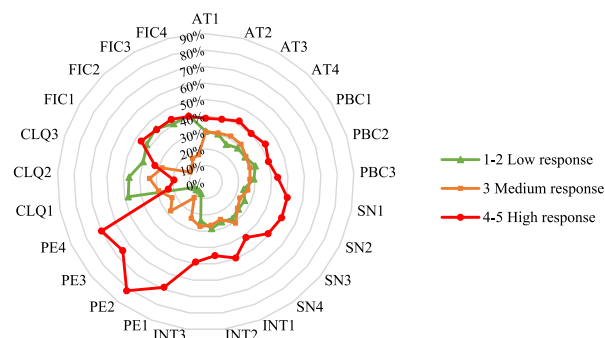 AT1
AT2
AT3
AT4
PBC1
PBC2
PBC3
SN1
SN2
SN3
SN4
INT1
INT2
INT3
PE1
PE2
PE3
PE4
CLQ1
CLQ2
CLQ3
FIC1
FIC2
FIC3
FIC4
90%
80%
70%
60%
50%
40%
30%
20%
10%
0%
1-2 Low response
3 Medium response
4-5 High response